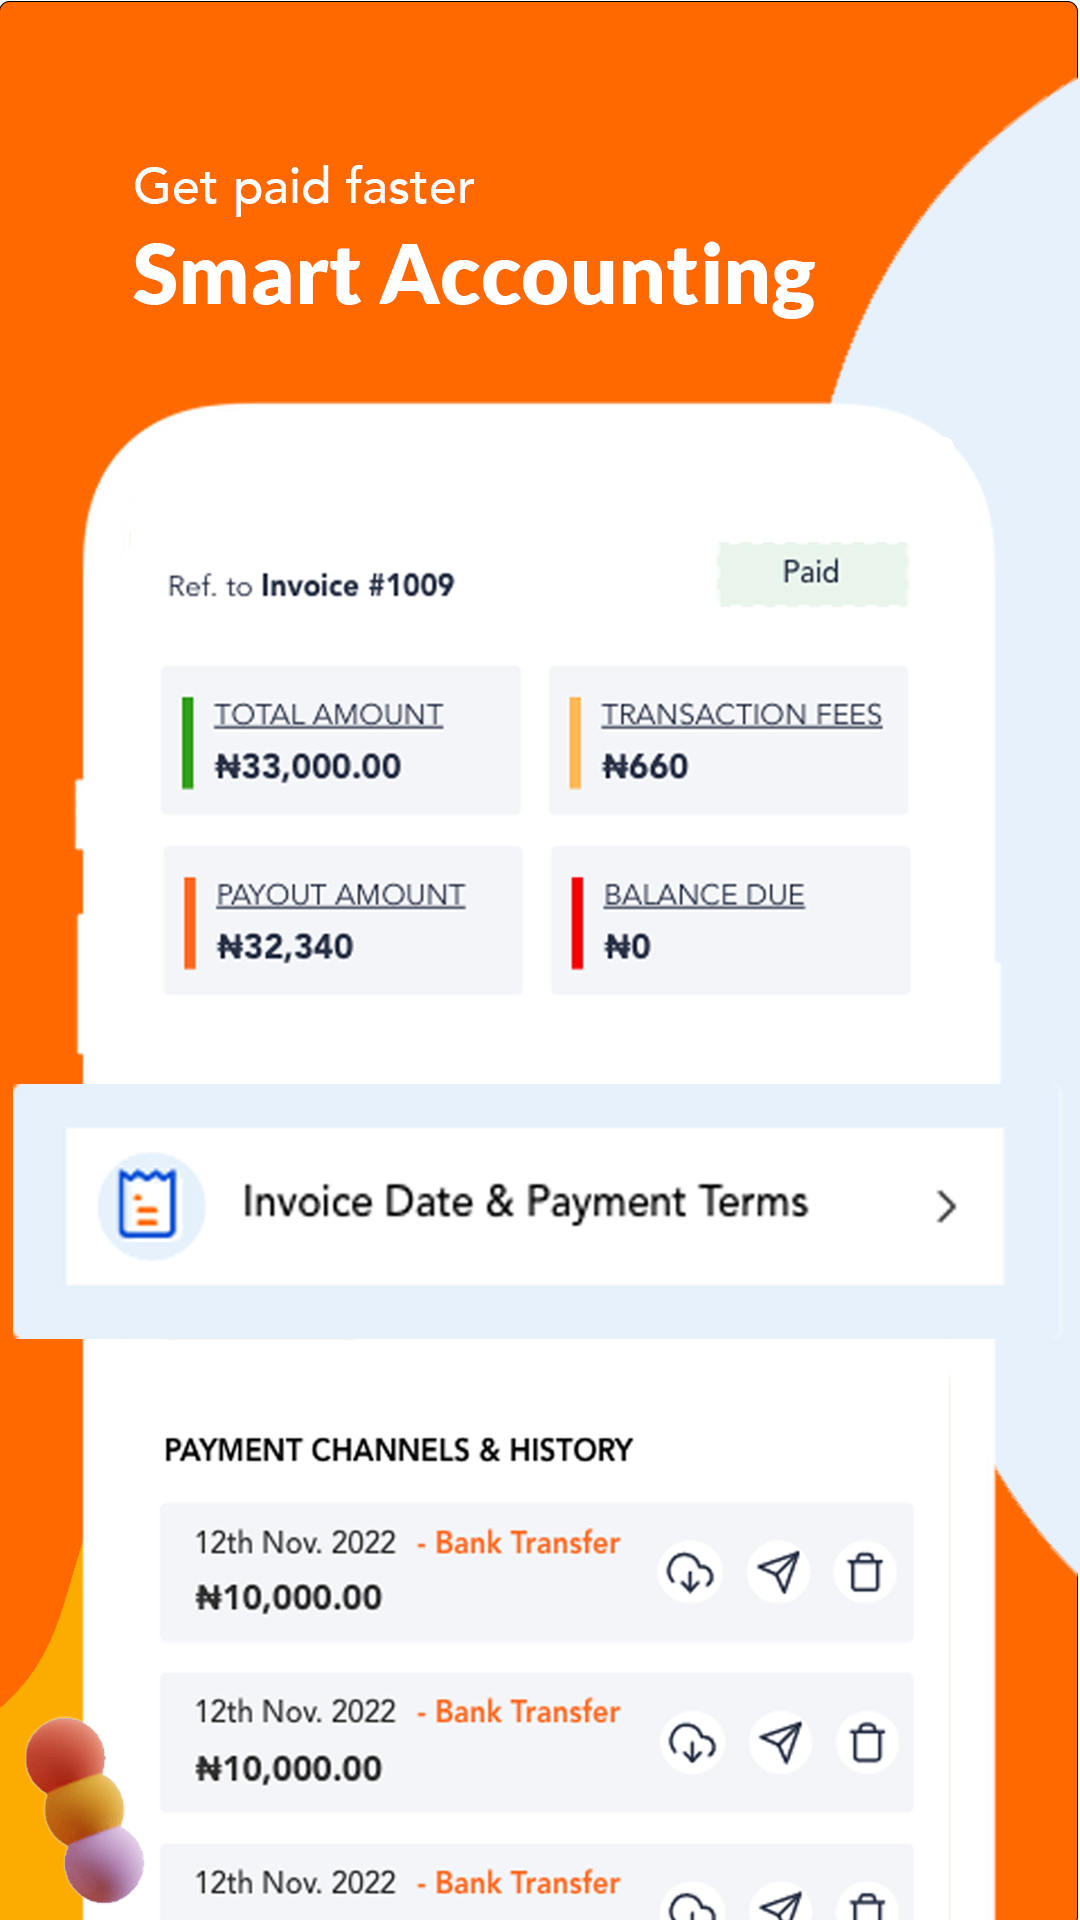 Get paid faster
Smart Accounting
Ref. to Invoice #1009
Paid
TOTAL AMOUNT
₦33,000.00
TRANSACTION FEES
₦660
PAYOUT AMOUNT
₦32,340
BALANCE DUE
₦0
Invoice Date & Payment Terms
PAYMENT CHANNELS & HISTORY
12th Nov. 2022 - Bank Transfer
₦10,000.00
12th Nov. 2022 - Bank Transfer
₦10,000.00
12th Nov. 2022 - Bank Transfer